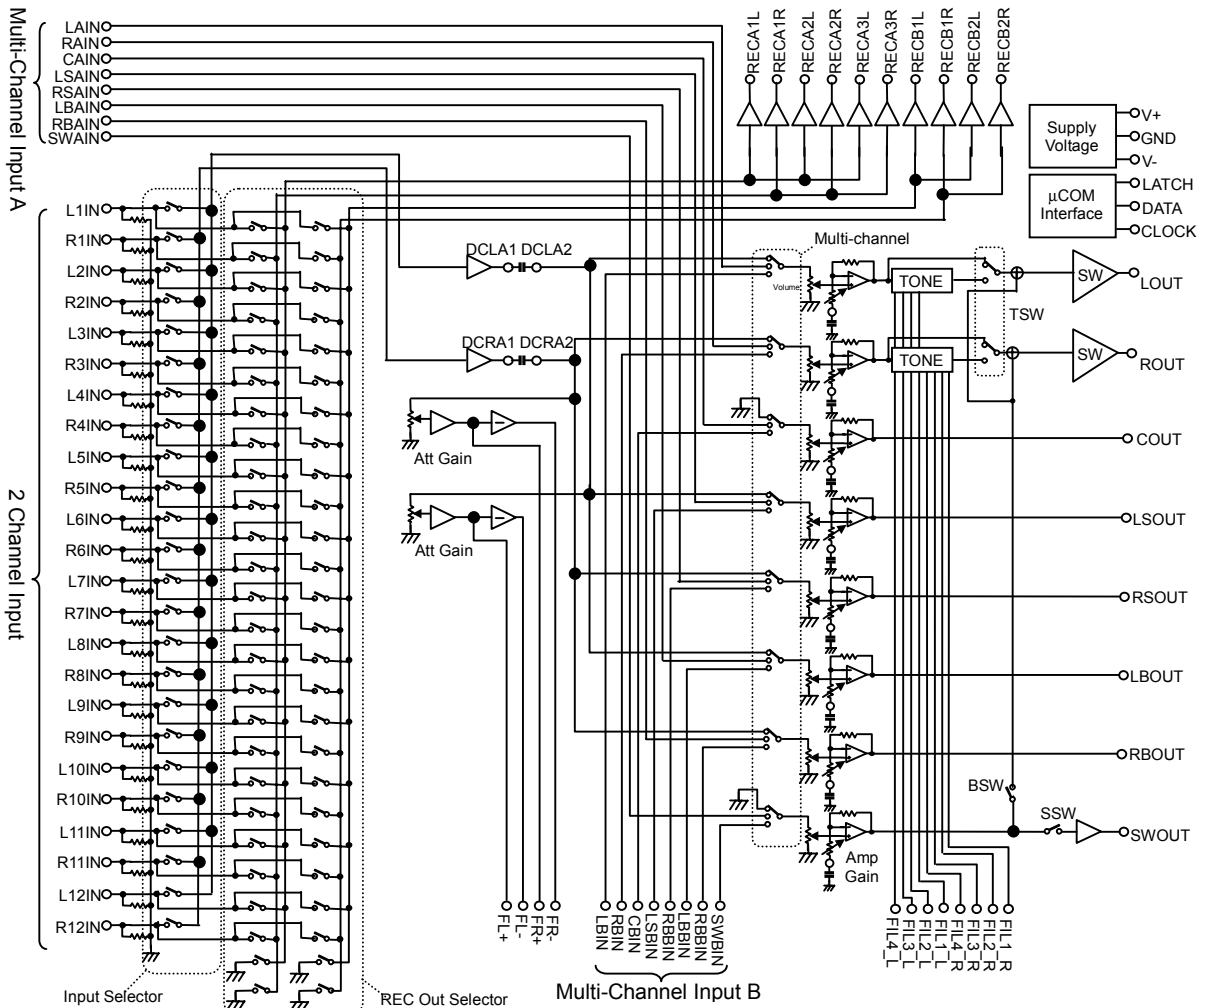 Multi-Channel Input A
LAIN
RAIN
CAIN
LSAIN
RSAIN
LBAIN
RBAIN
SWAIN
RECA1L
RECA1R
RECA2L
RECA2R
RECA3L
RECA3R
RECB1L
RECB1R
RECB2L
RECB2R
Supply
Voltage
V+
GND
V-
μCOM
Interface
LATCH
DATA
CLOCK
2 Channel Input
L1IN
R1IN
L2IN
R2IN
L3IN
R3IN
L4IN
R4IN
L5IN
R5IN
L6IN
R6IN
L7IN
R7IN
L8IN
R8IN
L9IN
R9IN
L10IN
R10IN
L11IN
R11IN
L12IN
R12IN
Input Selector
REC Out Selector
DCLA1 DCLA2
DCRA1 DCRA2
Att Gain
Att Gain
Multi-channel
Volume
TONE
TONE
TSW
SW
SW
LOUT
ROUT
COUT
LSOUT
RSOUT
LBOUT
RBOUT
BSW
SSW
SWOUT
Amp
Gain
FL+
FL-
FR+
FR-
LBIN
RBIN
CBIN
LSBIN
RBBIN
LBBIN
RBBIN
SWBIN
Multi-Channel Input B
FIL4_L
FIL3_L
FIL2_L
FIL1_L
FIL4_R
FIL3_R
FIL2_R
FIL1_R